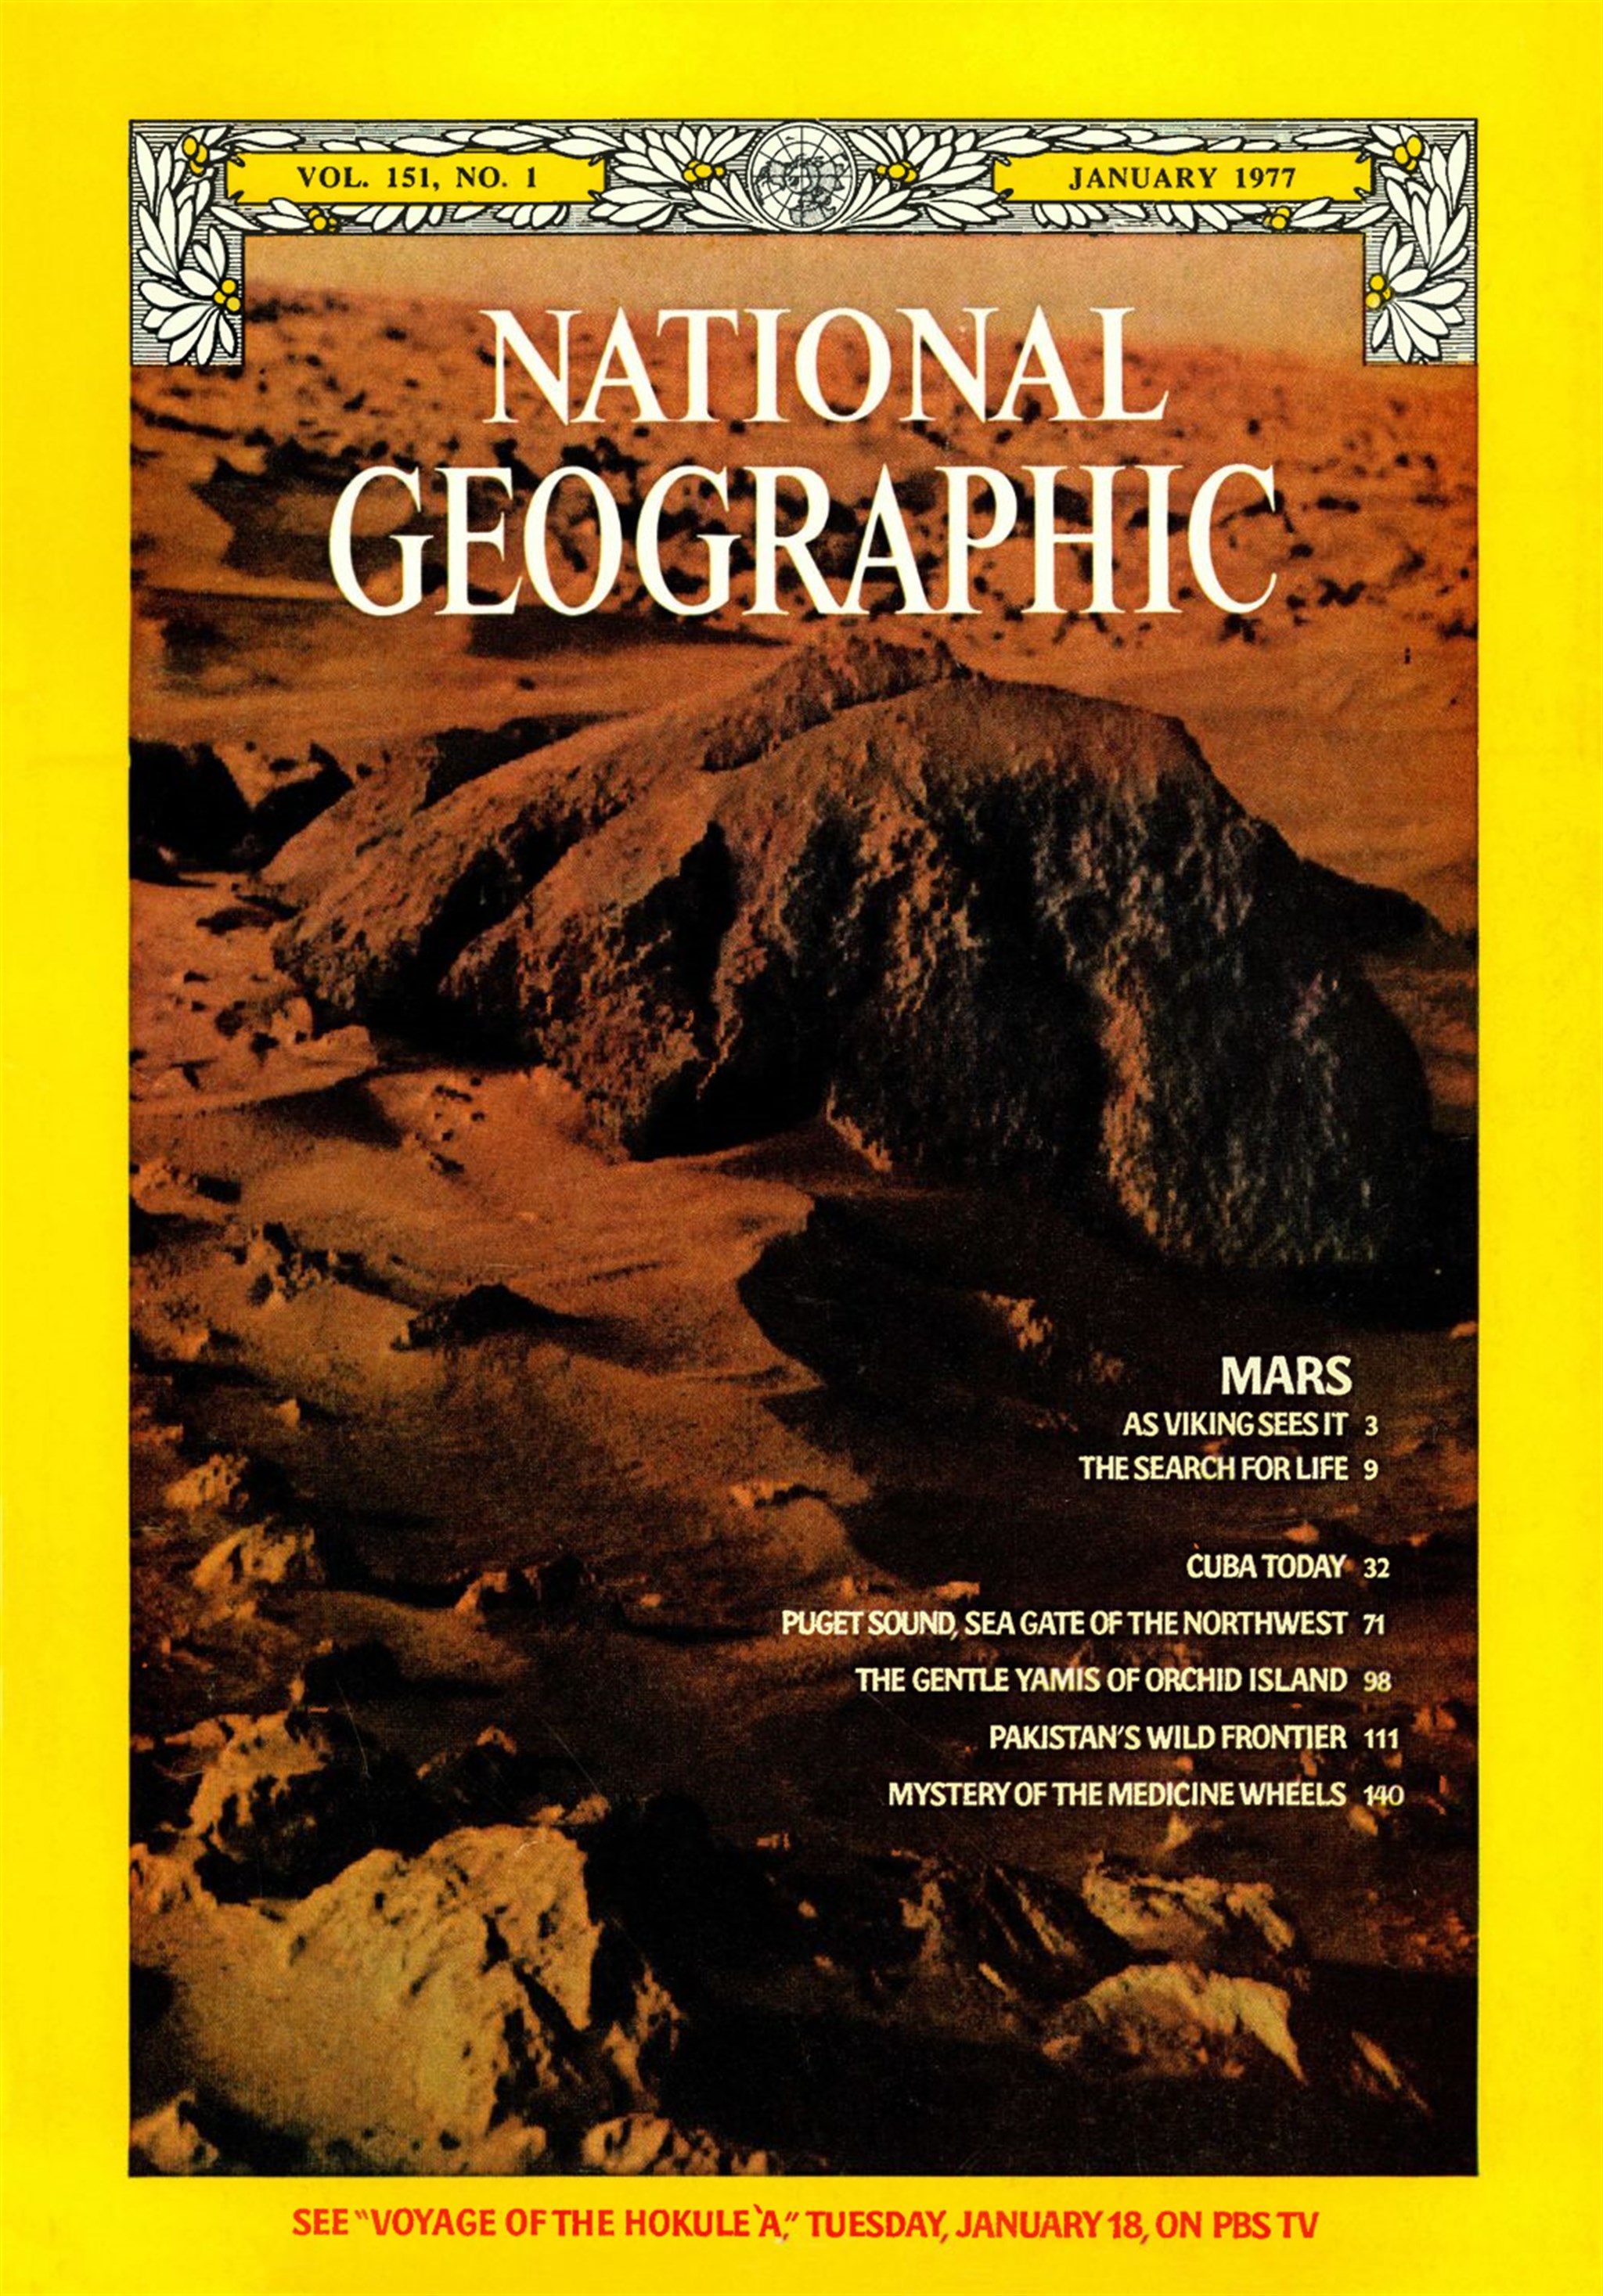 VOL. 151, NO. 1
JANUARY 1977
NATIONAL
GEOGRAPHIC
MARS
AS VIKING SEES IT 3
THE SEARCH FOR LIFE 9
CUBA TODAY 32
PUGET SOUND, SEA GATE OF THE NORTHWEST 71
THE GENTLE YAMIS OF ORCHID ISLAND 98
PAKISTAN'S WILD FRONTIER 111
MYSTERY OF THE MEDICINE WHEELS 140
SEE "VOYAGE OF THE HOKULE`A," TUESDAY, JANUARY 18, ON PBS TV